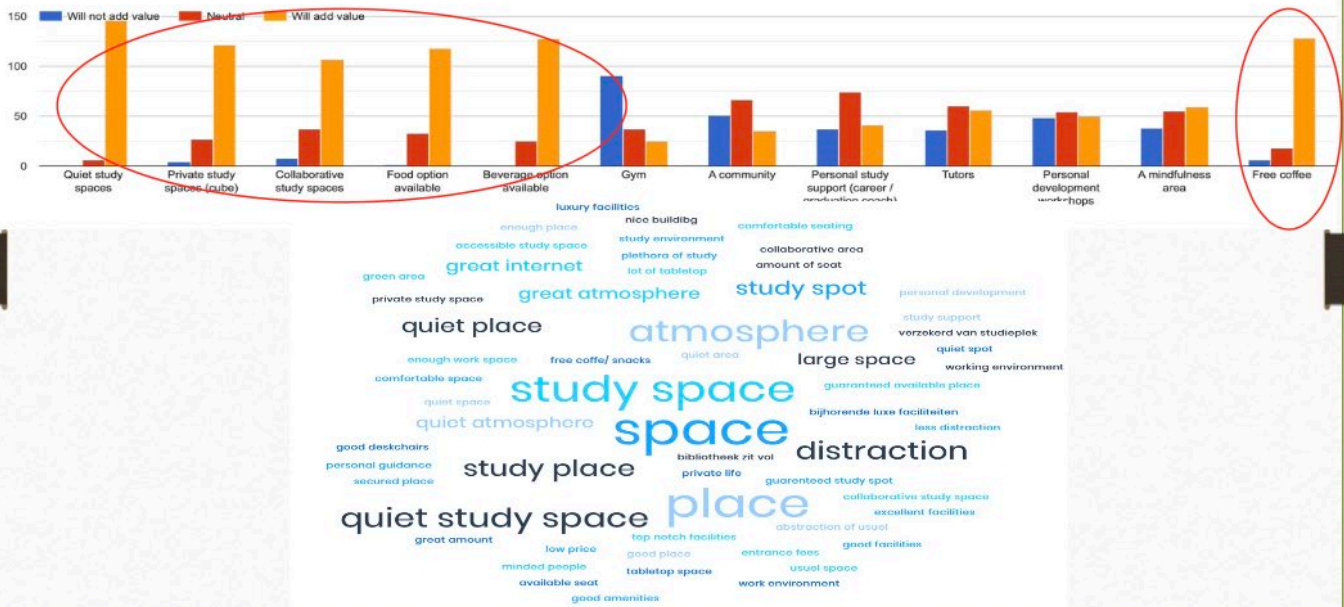 150
Will not add value
Neutral
Will add value
100
50
0
Quiet study spaces
Private study spaces (cube)
Collaborative study spaces
Food option available
Beverage option available
Gym
A community
Personal study support (career / graduation coach)
Tutors
Personal development workshops
A mindfulness area
Free coffee
luxury facilities
nice buildibg
enough place
comfortable seating
study environment
accessible study space
collaborative area
plethora of study
great internet
amount of seat
lot of tabletop
green area
great atmosphere
study spot
personal development
private study space
study support
quiet place
atmosphere
verzekerd van studieplek
quiet spot
enough work space
free coffe/ snacks
quiet area
large space
working environment
comfortable space
study space
guaranteed available place
quiet space
bijhorende luxe faciliteiten
quiet atmosphere
space
less distraction
good deskchairs
bibliotheek zit vol
distraction
personal guidance
study place
private life
secured place
guarenteed study spot
place
collaborative study space
quiet study space
excellent facilities
abstraction of usuel
great amount
top notch facilities
good facilities
low price
good place
entrance fees
minded people
tabletop space
usuel space
available seat
work environment
good amenities